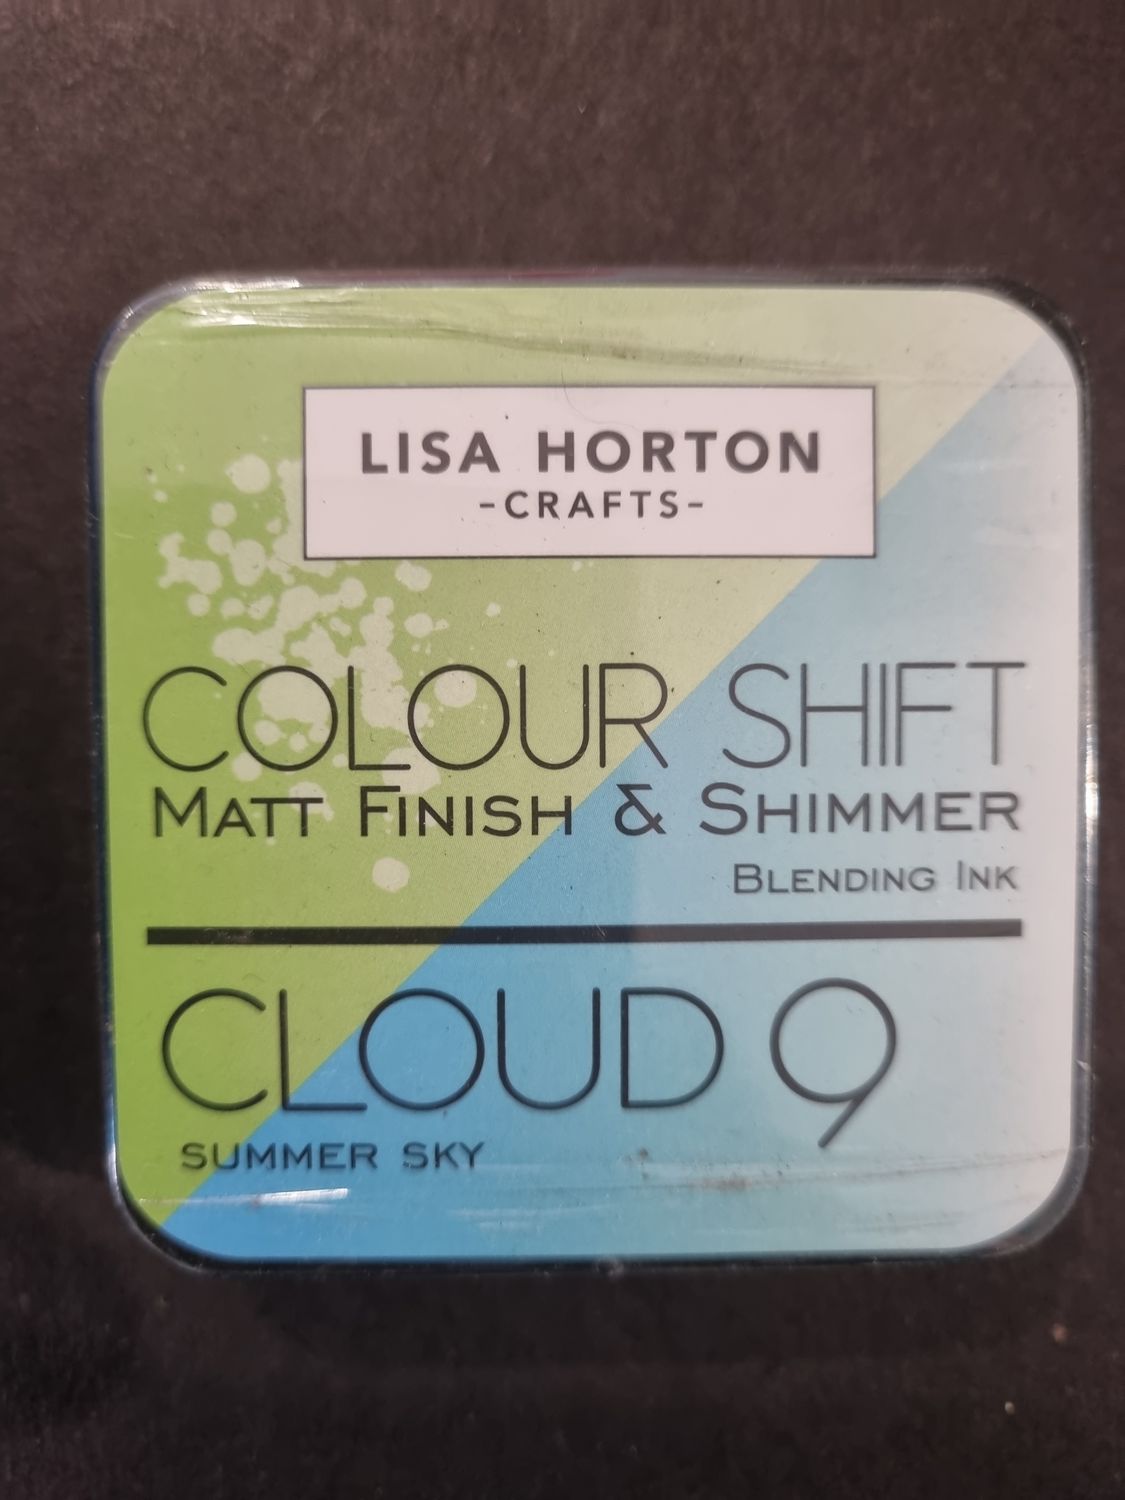 LISA HORTON
-CRAFTS-
COLOUR SHIFT
MATT FINISH & SHIMMER
BLENDING INK
CLOUD 9
SUMMER SKY